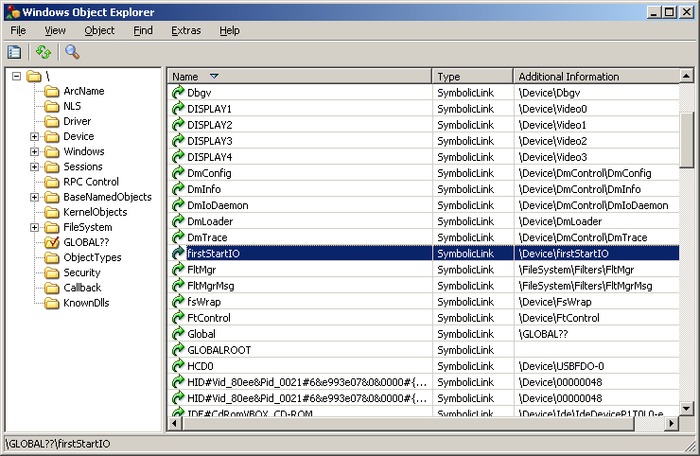 Windows Object Explorer
File View Object Find Extras Help
\
ArcName
NLS
Driver
Device
Windows
Sessions
RPC Control
BaseNamedObjects
KernelObjects
FileSystem
GLOBAL??
ObjectTypes
Security
Callback
KnownDlls
Name Type Additional Information
Dbgv SymbolicLink \Device\Dbgv
DISPLAY1 SymbolicLink \Device\Video0
DISPLAY2 SymbolicLink \Device\Video1
DISPLAY3 SymbolicLink \Device\Video2
DISPLAY4 SymbolicLink \Device\Video3
DmConfig SymbolicLink \Device\DmControl\DmConfig
DmInfo SymbolicLink \Device\DmControl\DmInfo
DmIoDaemon SymbolicLink \Device\DmControl\DmIoDaemon
DmLoader SymbolicLink \Device\DmLoader
DmTrace SymbolicLink \Device\DmControl\DmTrace
firstStartIO SymbolicLink \Device\firstStartIO
FltMgr SymbolicLink \FileSystem\Filters\FltMgr
FltMgrMsg SymbolicLink \FileSystem\Filters\FltMgrMsg
fsWrap SymbolicLink \Device\FsWrap
FtControl SymbolicLink \Device\FtControl
Global SymbolicLink \GLOBAL??
GLOBALROOT SymbolicLink
HCD0 SymbolicLink \Device\USBFDO-0
HID#Vid_80ee&Pid_0021#6&e993e07&0&0000#{... SymbolicLink \Device\00000048
HID#Vid_80ee&Pid_0021#6&e993e07&0&0000#{... SymbolicLink \Device\00000048
IDE#CdRomVBOX_CD-ROM SymbolicLink \Device\Ide\IdeDeviceP1T0L0-e
\GLOBAL??\firstStartIO